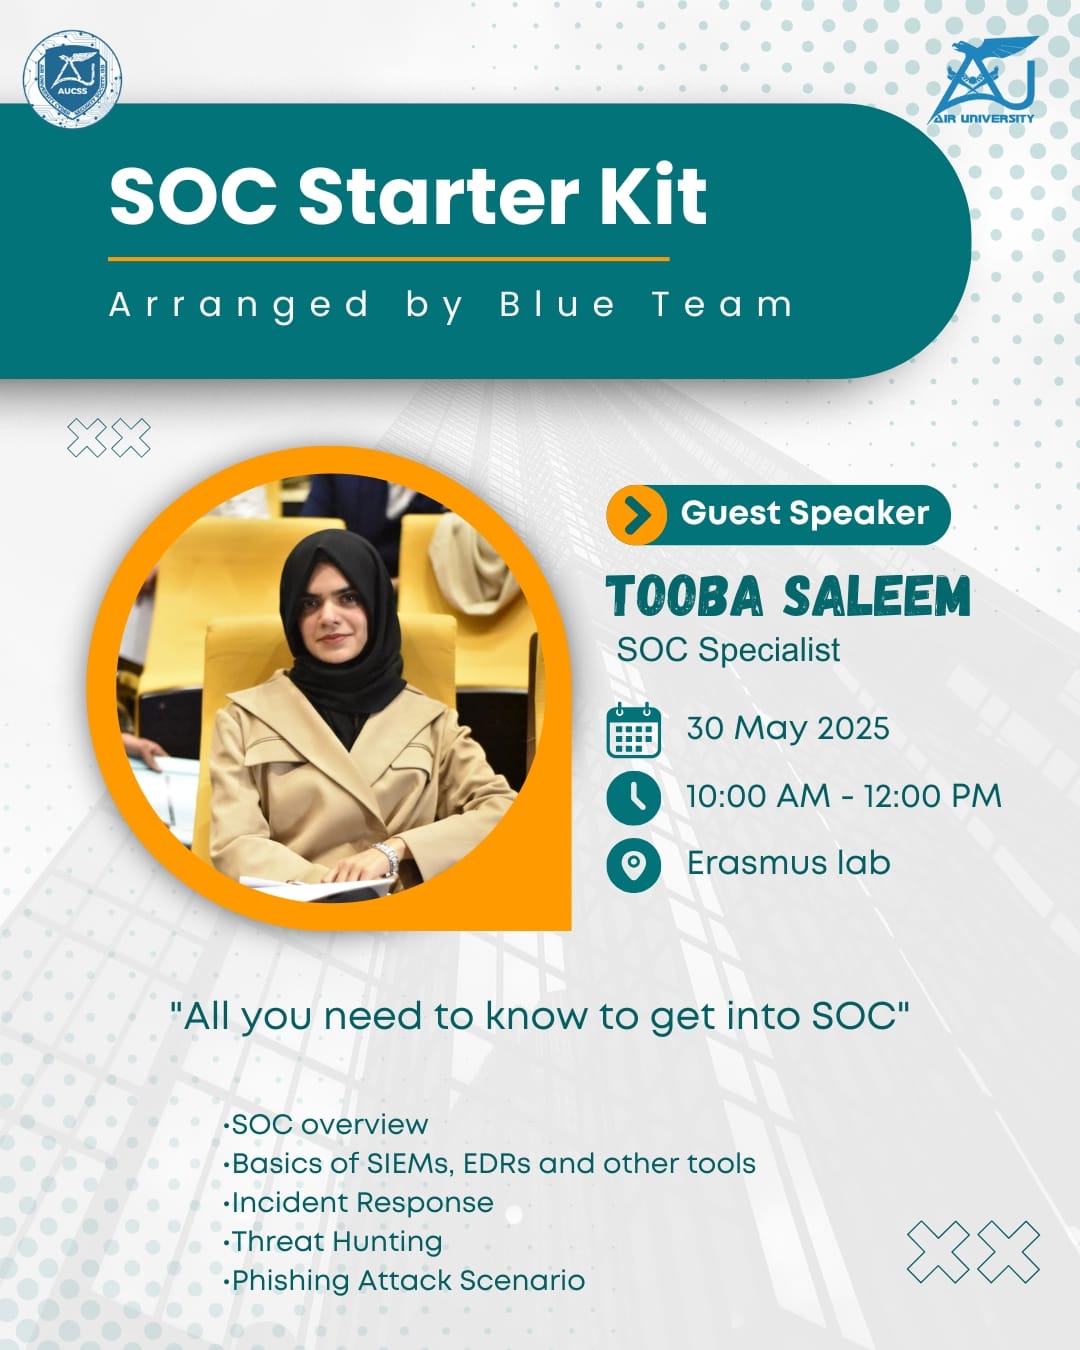 AUCSS
AIR UNIVERSITY
SOC Starter Kit
Arranged by Blue Team
Guest Speaker
TOOBA SALEEM
SOC Specialist
30 May 2025
10:00 AM - 12:00 PM
Erasmus lab
"All you need to know to get into SOC"
•SOC overview
•Basics of SIEMs, EDRs and other tools
•Incident Response
•Threat Hunting
•Phishing Attack Scenario